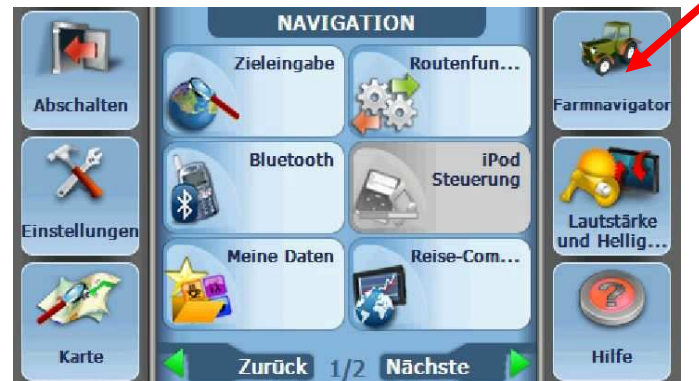 NAVIGATION
Abschalten
Zieleingabe
Routenfun...
Farmnavigator
Einstellungen
Bluetooth
iPod
Steuerung
Lautstärke
und Hellig...
Karte
Meine Daten
Reise-Com...
Hilfe
Zurück 1/2 Nächste